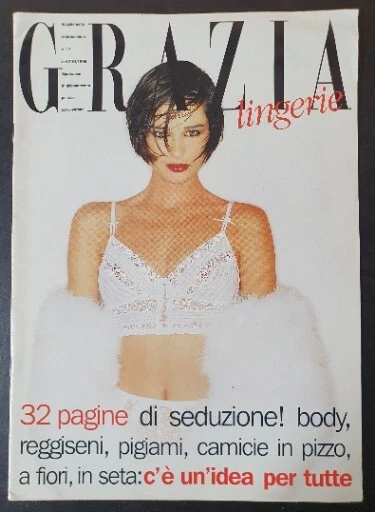 GRAZIA
lingerie
32 pagine di seduzione! body,
reggiseni, pigiami, camicie in pizzo,
a fiori, in seta:c'è un'idea per tutte